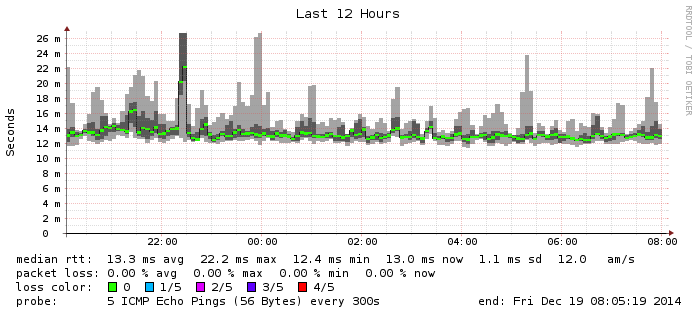 Last 12 Hours
RRDTOOL / TOBI OETIKER
Seconds
26 m
24 m
22 m
20 m
18 m
16 m
14 m
12 m
10 m
8 m
6 m
4 m
2 m
0
22:00 00:00 02:00 04:00 06:00 08:00
median rtt: 13.3 ms avg 22.2 ms max 12.4 ms min 13.0 ms now 1.1 ms sd 12.0 am/s
packet loss: 0.00 % avg 0.00 % max 0.00 % min 0.00 % now
loss color: 0 1/5 2/5 3/5 4/5
probe: 5 ICMP Echo Pings (56 Bytes) every 300s end: Fri Dec 19 08:05:19 2014